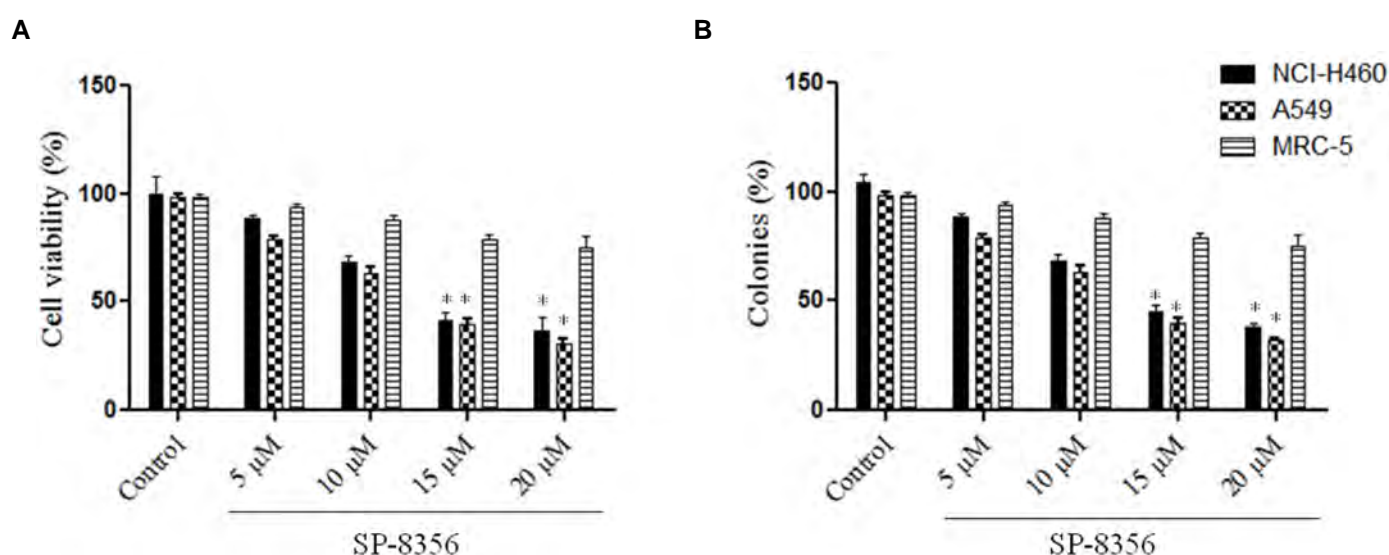 A
Cell viability (%)
150
100
50
0
* *
* *
Control
5 µM
10 µM
15 µM
20 µM
SP-8356
B
Colonies (%)
150
100
50
0
* *
* *
Control
5 µM
10 µM
15 µM
20 µM
SP-8356
NCI-H460
A549
MRC-5